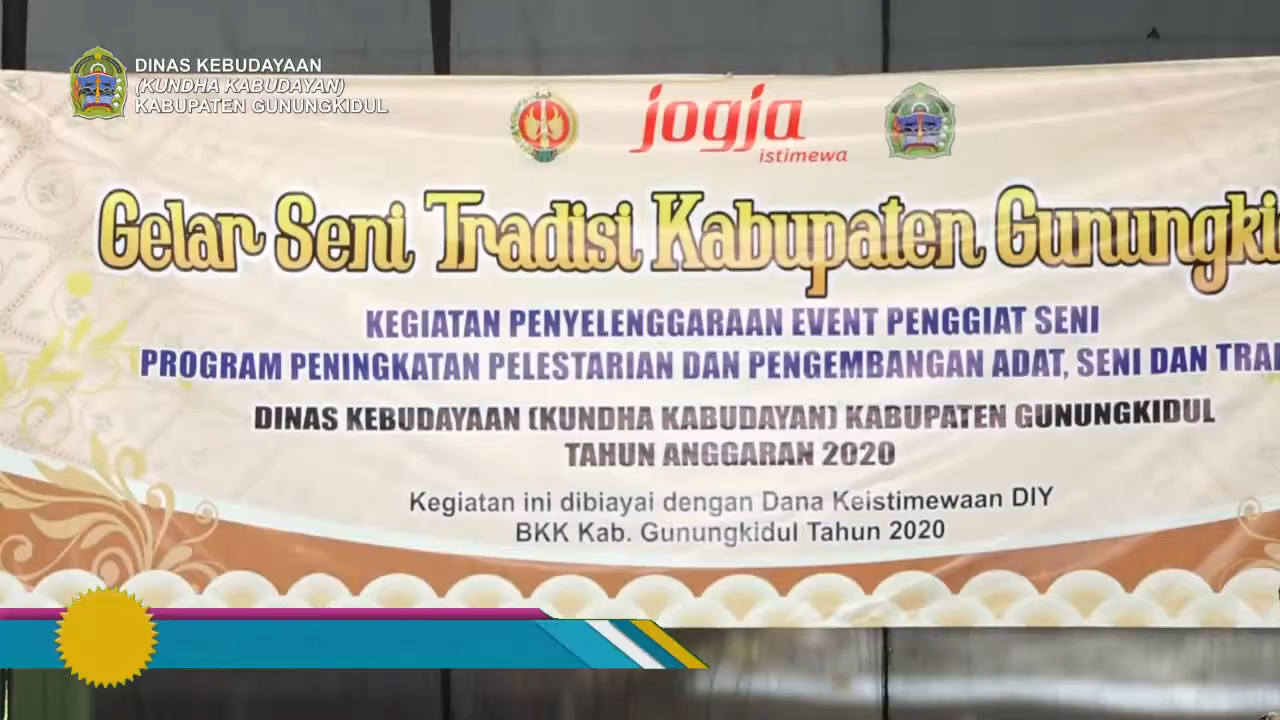 DINAS KEBUDAYAAN
(KUNDHA KABUDAYAN)
KABUPATEN GUNUNGKIDUL
jogja
istimewa
Gelar Seni Tradisi Kabupaten Gunungki
KEGIATAN PENYELENGGARAAN EVENT PENGGIAT SENI
PROGRAM PENINGKATAN PELESTARIAN DAN PENGEMBANGAN ADAT, SENI DAN TRAD
DINAS KEBUDAYAAN (KUNDHA KABUDAYAN) KABUPATEN GUNUNGKIDUL
TAHUN ANGGARAN 2020
Kegiatan ini dibiayai dengan Dana Keistimewaan DIY
BKK Kab. Gunungkidul Tahun 2020